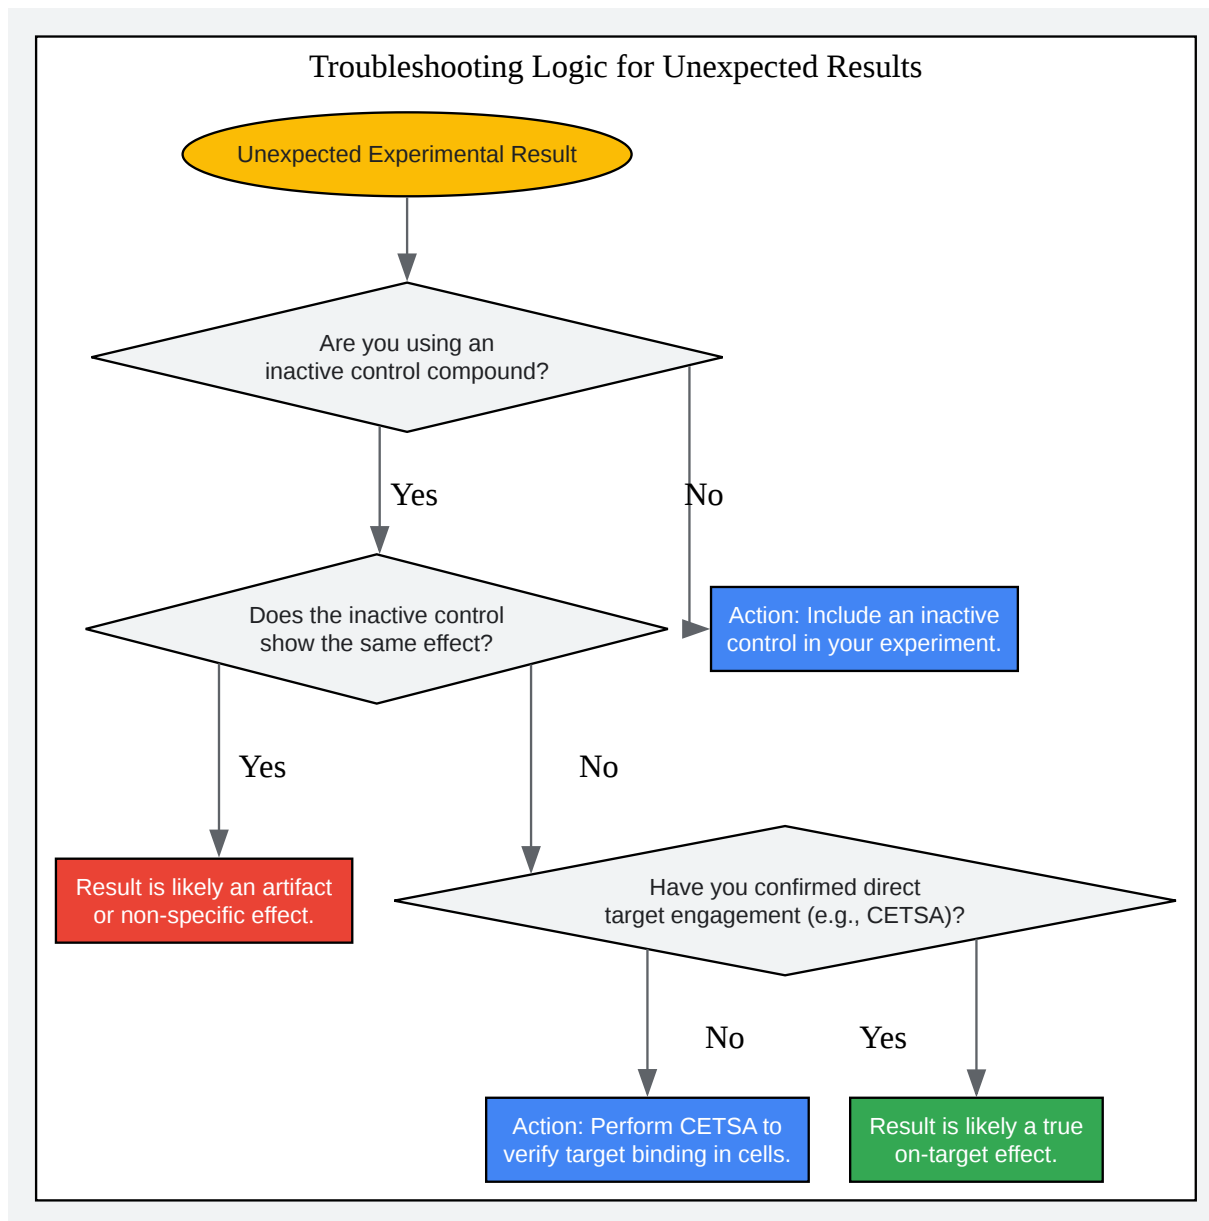 Troubleshooting Logic for Unexpected Results
Unexpected Experimental Result
Are you using an
inactive control compound?
Yes
No
Does the inactive control
show the same effect?
Action: Include an inactive
control in your experiment.
Yes
No
Result is likely an artifact
or non-specific effect.
Have you confirmed direct
target engagement (e.g., CETSA)?
No
Yes
Action: Perform CETSA to
verify target binding in cells.
Result is likely a true
on-target effect.